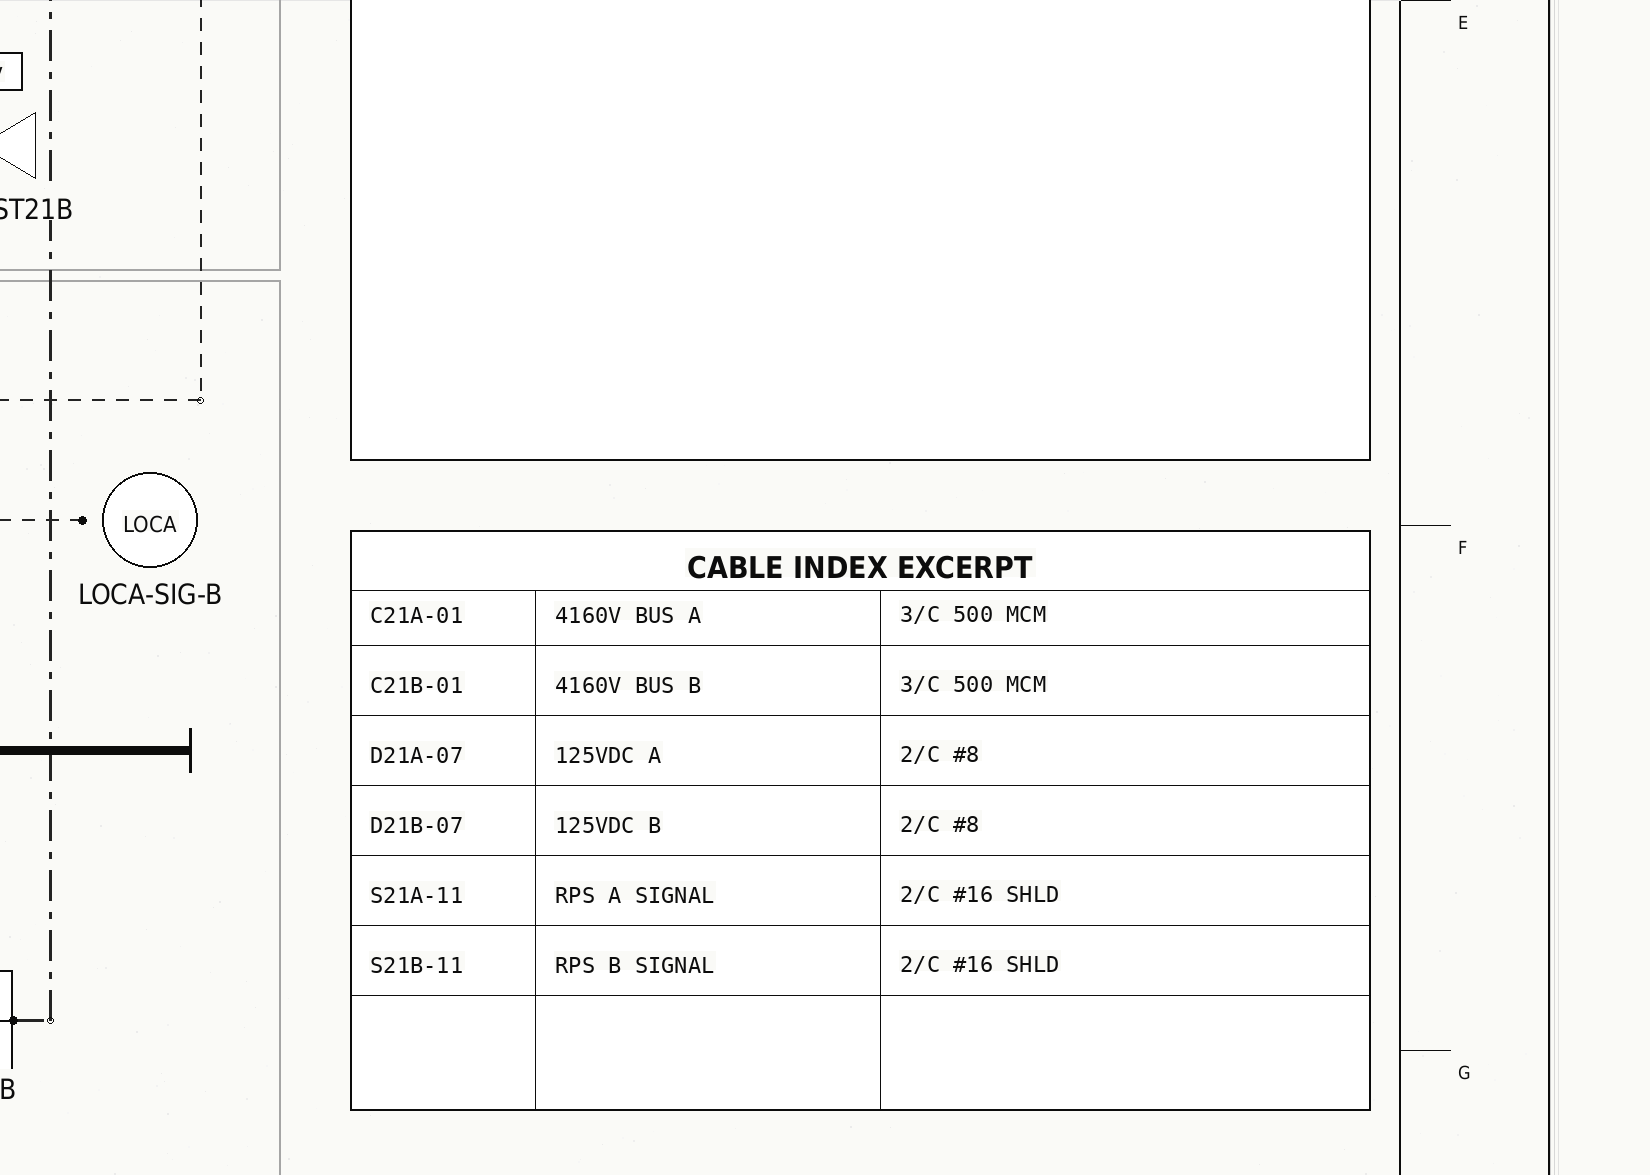 E
ST21B
LOCA
LOCA-SIG-B
F
CABLE INDEX EXCERPT
C21A-01 4160V BUS A 3/C 500 MCM
C21B-01 4160V BUS B 3/C 500 MCM
D21A-07 125VDC A 2/C #8
D21B-07 125VDC B 2/C #8
S21A-11 RPS A SIGNAL 2/C #16 SHLD
S21B-11 RPS B SIGNAL 2/C #16 SHLD
B
G